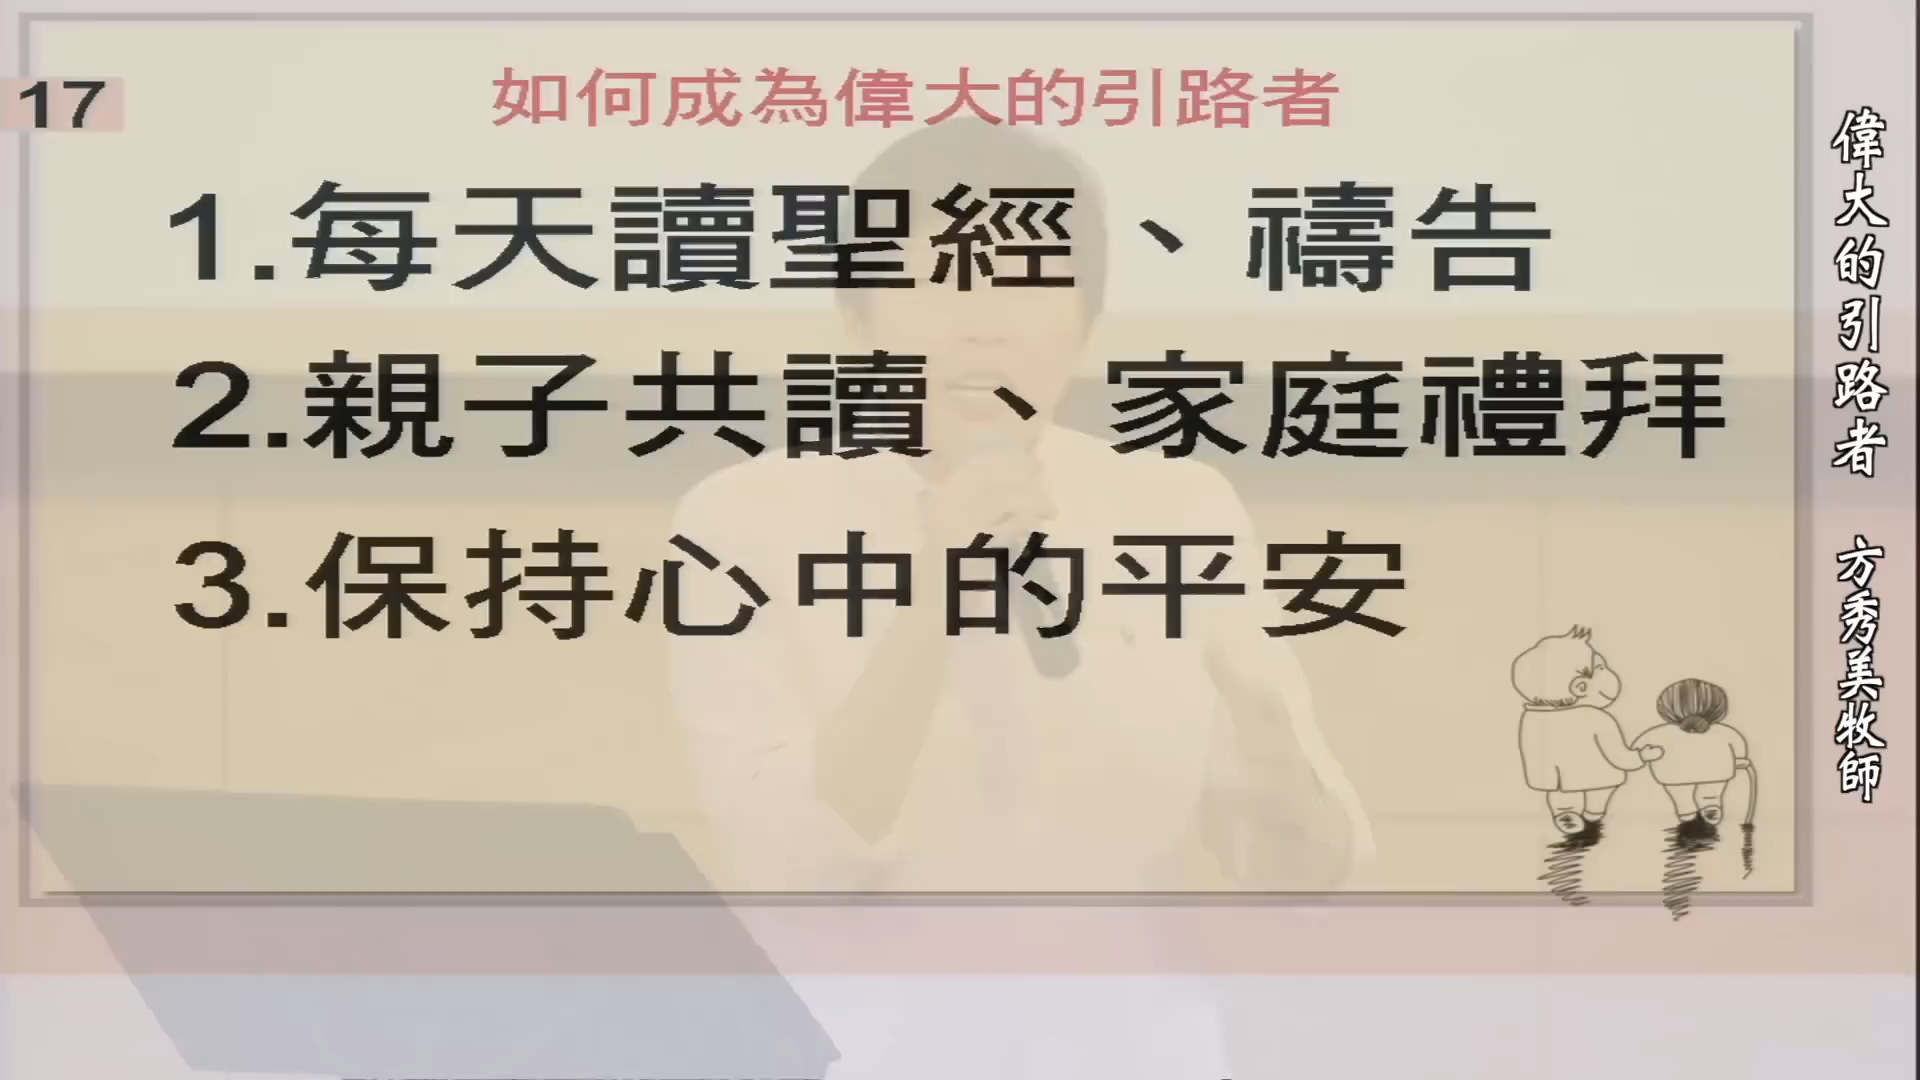 17
如何成為偉大的引路者
1.每天讀聖經、禱告
2.親子共讀、家庭禮拜
3.保持心中的平安
偉大的引路者 方秀美牧師